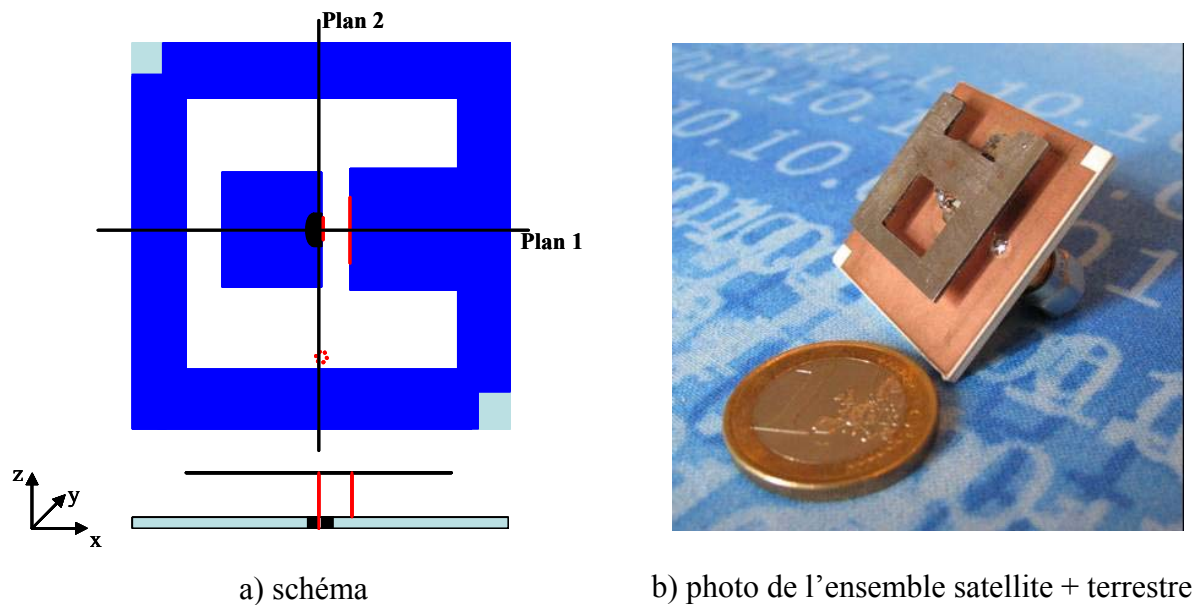 Plan 2
Plan 1
z
y
x
a) schéma
b) photo de l'ensemble satellite + terrestre